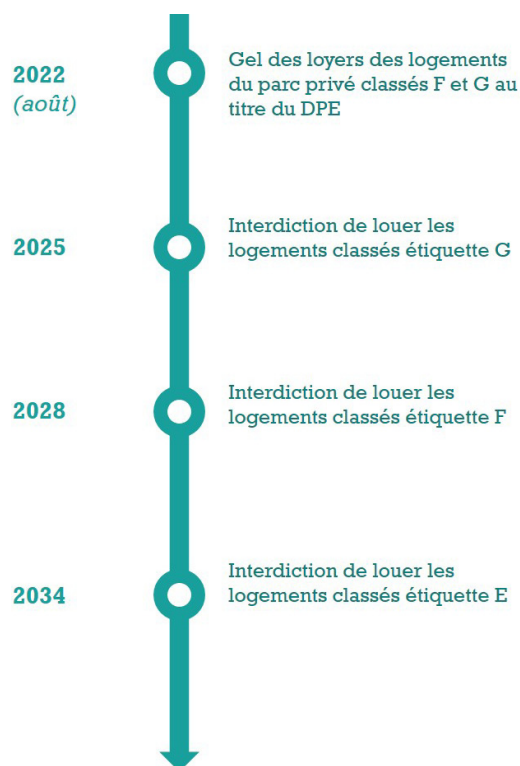 2022
(août)
Gel des loyers des logements
du parc privé classés F et G au
titre du DPE
2025
Interdiction de louer les
logements classés étiquette G
2028
Interdiction de louer les
logements classés étiquette F
2034
Interdiction de louer les
logements classés étiquette E